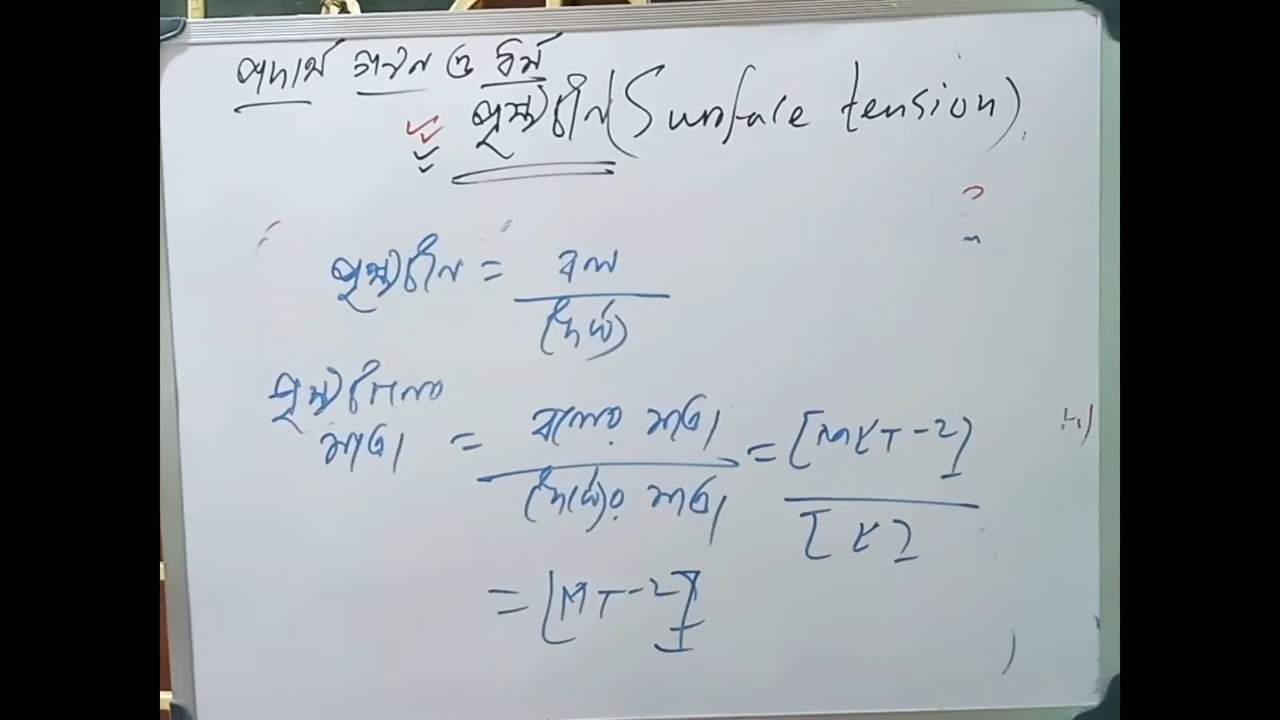 পদার্থ গঠন ও ধর্ম
পৃষ্ঠটান (Surface tension)
পৃষ্ঠটান = বল / দৈর্ঘ্য
পৃষ্ঠটানের
মাত্রা = বলের মাত্রা / দৈর্ঘ্যের মাত্রা = [MLT-2] / [L]
= [MT-2]